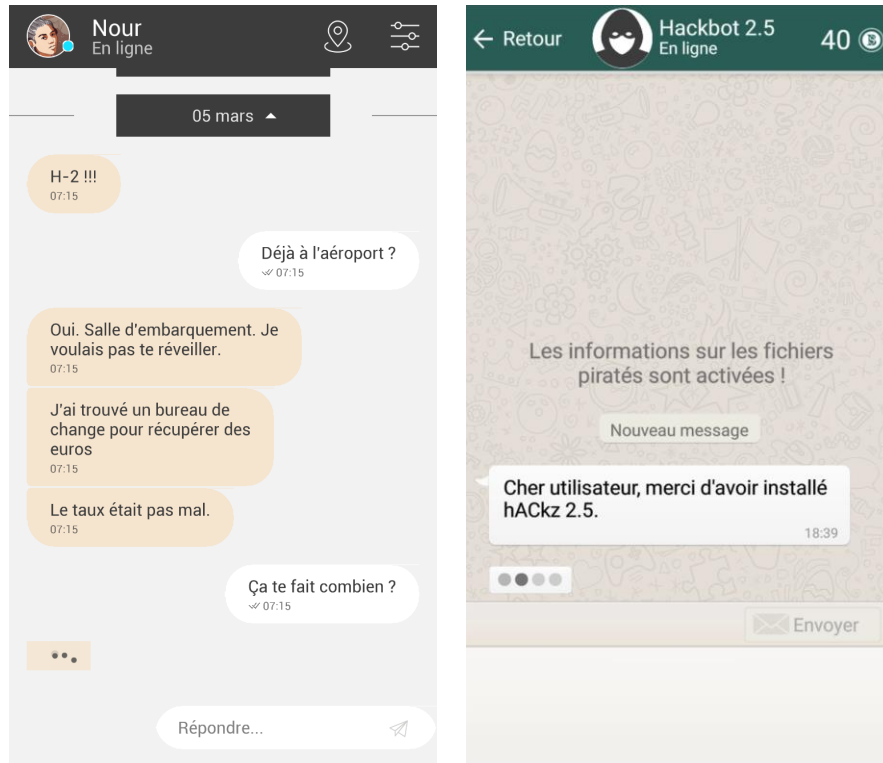 Nour
En ligne
05 mars
H-2 !!!
07:15
Déjà à l'aéroport ?
07:15
Oui. Salle d'embarquement. Je
voulais pas te réveiller.
07:15
J'ai trouvé un bureau de
change pour récupérer des
euros
07:15
Le taux était pas mal.
07:15
Ça te fait combien ?
07:15
Répondre...
Retour
Hackbot 2.5
En ligne
40
Les informations sur les fichiers
piratés sont activées !
Nouveau message
Cher utilisateur, merci d'avoir installé
hACkz 2.5.
18:39
Envoyer